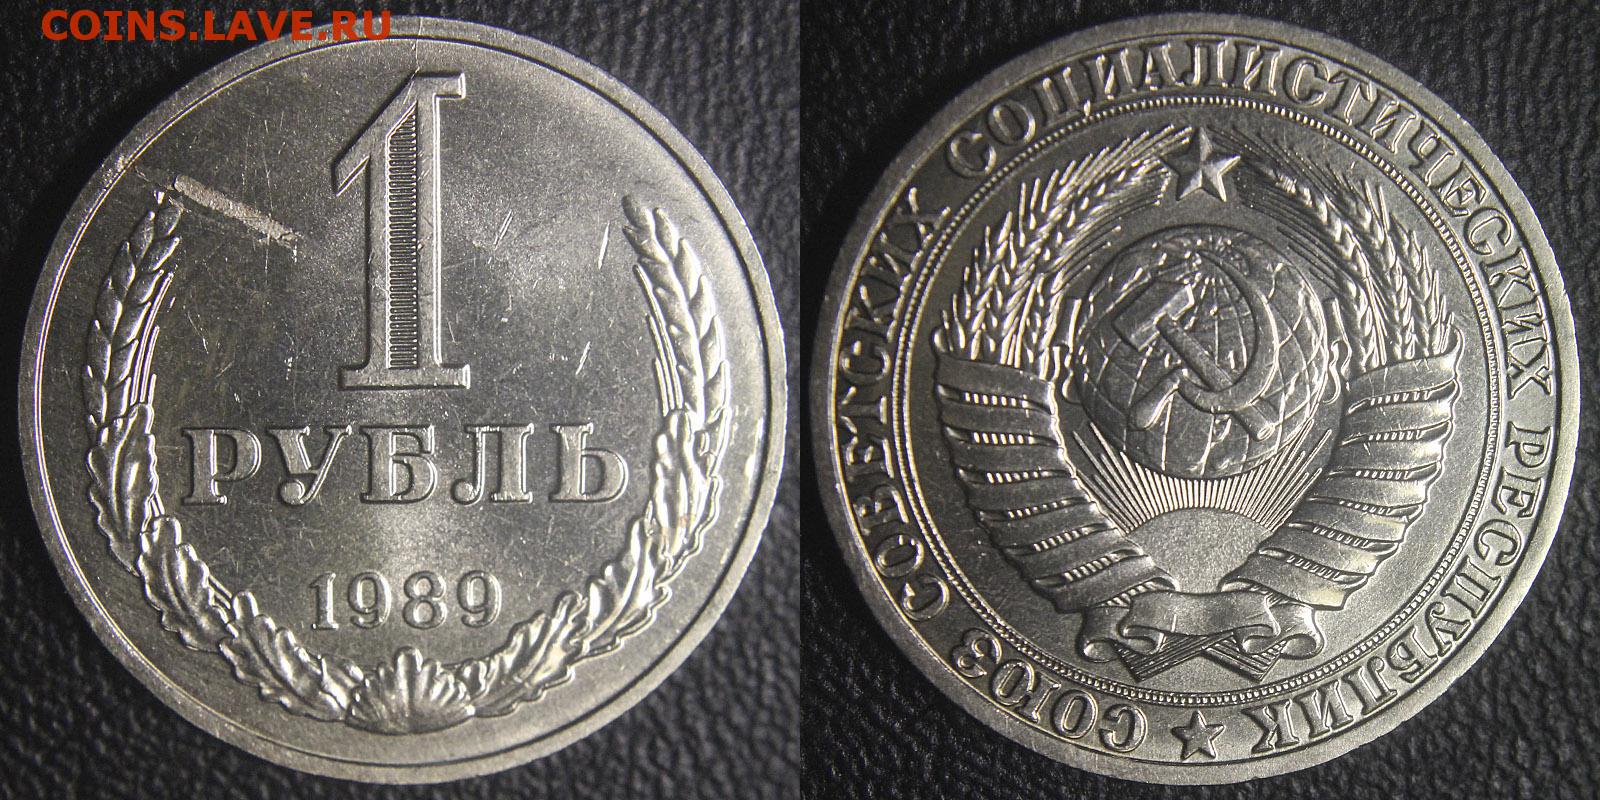 COINS.LAVE.RU
1
РУБЛЬ
1989
СОЮЗ СОВЕТСКИХ СОЦИАЛИСТИЧЕСКИХ РЕСПУБЛИК